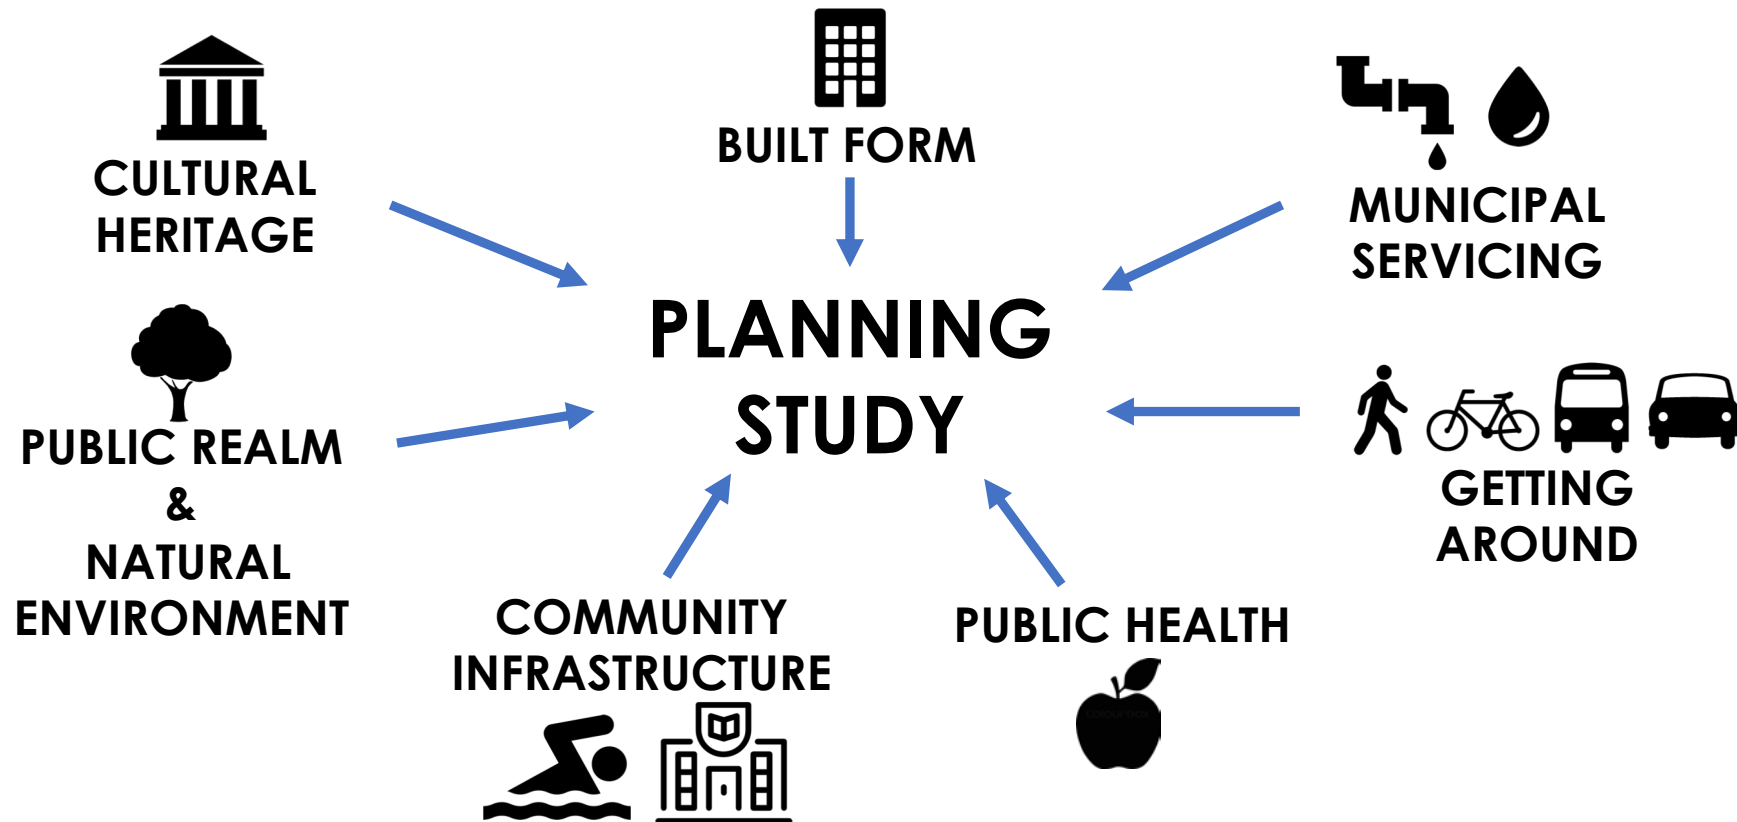 CULTURAL
HERITAGE
BUILT FORM
MUNICIPAL
SERVICING
PLANNING
STUDY
PUBLIC REALM
&
NATURAL
ENVIRONMENT
GETTING
AROUND
COMMUNITY
INFRASTRUCTURE
PUBLIC HEALTH